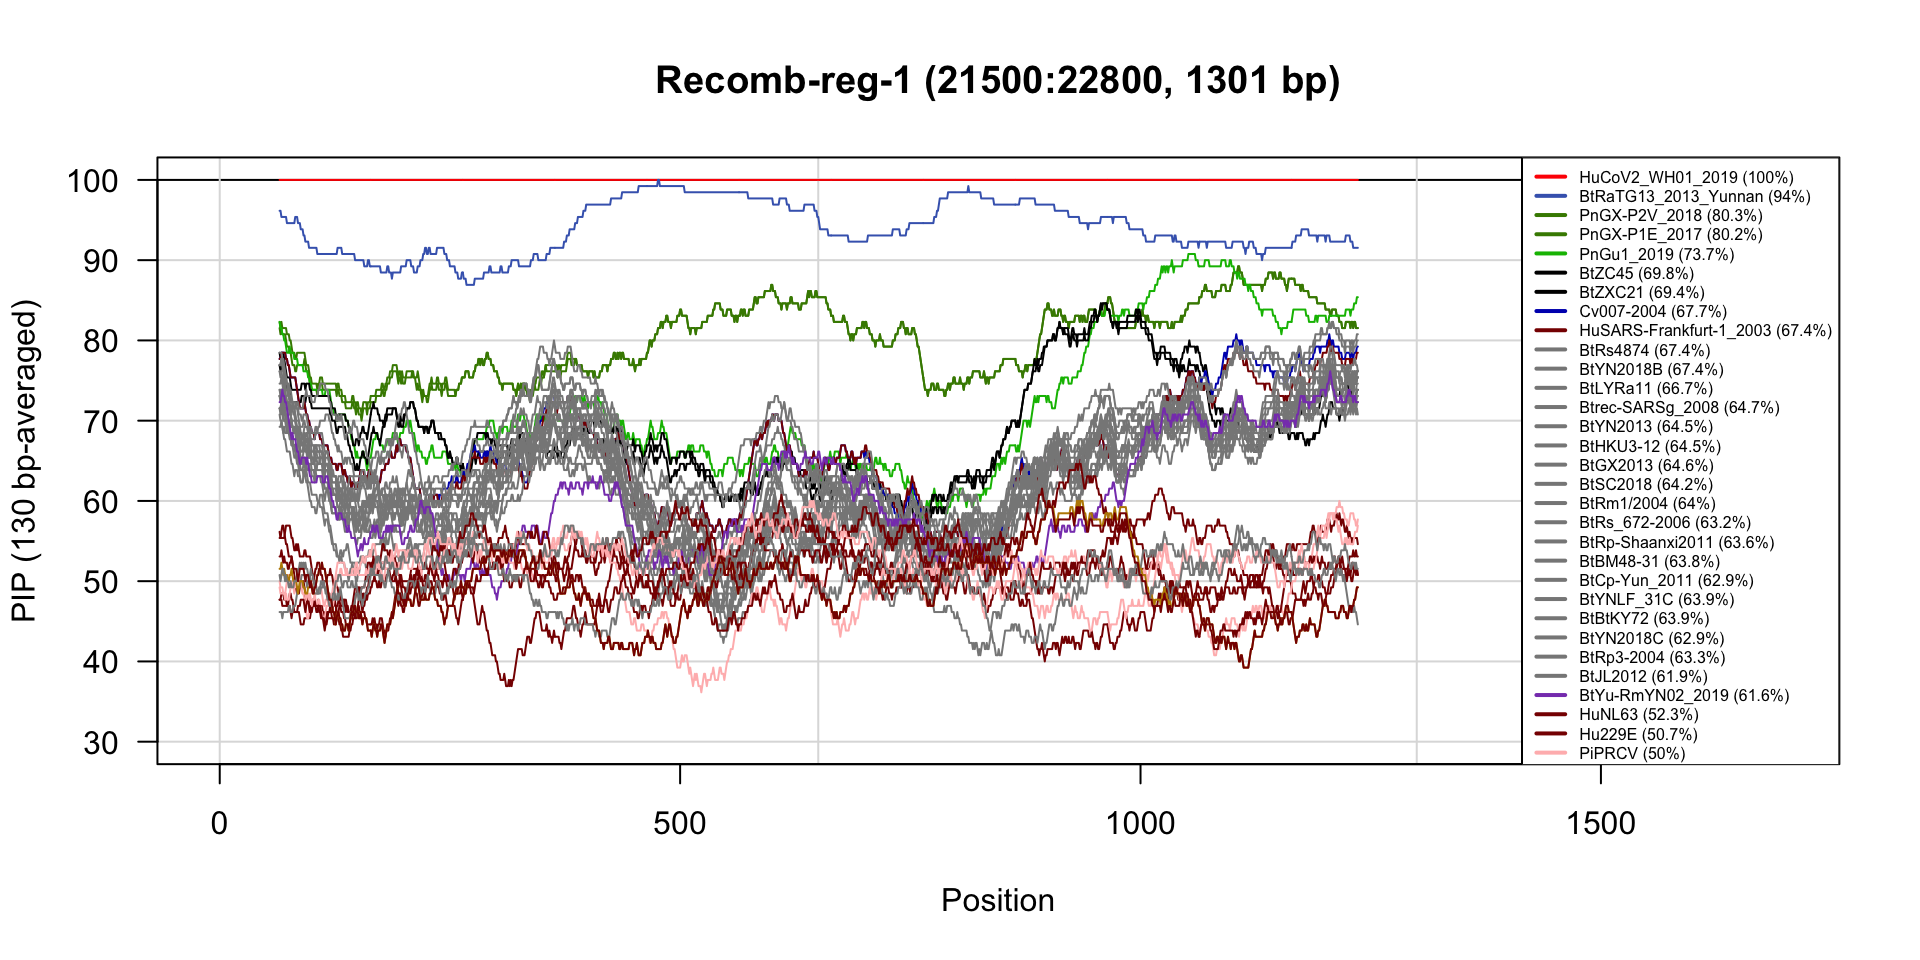 Recomb-reg-1 (21500:22800, 1301 bp)
PIP (130 bp-averaged)
100
90
80
70
60
50
40
30
0
500
1000
1500
Position
HuCoV2_WH01_2019 (100%)
BtRaTG13_2013_Yunnan (94%)
PnGX-P2V_2018 (80.3%)
PnGX-P1E_2017 (80.2%)
PnGu1_2019 (73.7%)
BtZC45 (69.8%)
BtZXC21 (69.4%)
Cv007-2004 (67.7%)
HuSARS-Frankfurt-1_2003 (67.4%)
BtRs4874 (67.4%)
BtYN2018B (67.4%)
BtLYRa11 (66.7%)
Btrec-SARSg_2008 (64.7%)
BtYN2013 (64.5%)
BtHKU3-12 (64.5%)
BtGX2013 (64.6%)
BtSC2018 (64.2%)
BtRm1/2004 (64%)
BtRs_672-2006 (63.2%)
BtRp-Shaanxi2011 (63.6%)
BtBM48-31 (63.8%)
BtCp-Yun_2011 (62.9%)
BtYNLF_31C (63.9%)
BtBtKY72 (63.9%)
BtYN2018C (62.9%)
BtRp3-2004 (63.3%)
BtJL2012 (61.9%)
BtYu-RmYN02_2019 (61.6%)
HuNL63 (52.3%)
Hu229E (50.7%)
PiPRCV (50%)